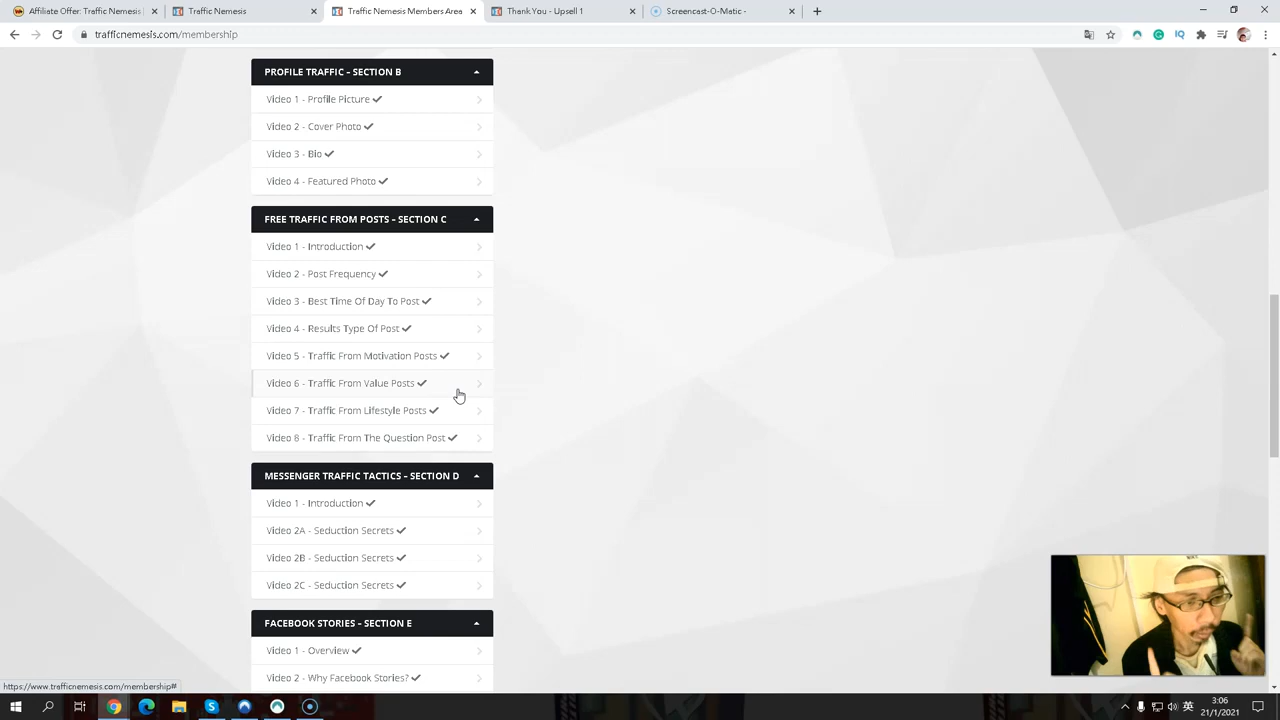 Affiliate Offer: Traffic Nemesis
Traffic Nemesis
Traffic Nemesis Members Area
Thank You - Upsell 1
Screencast-O-Matic -
trafficnemesis.com/membership
PROFILE TRAFFIC – SECTION B
Video 1 - Profile Picture
Video 2 - Cover Photo
Video 3 - Bio
Video 4 - Featured Photo
FREE TRAFFIC FROM POSTS – SECTION C
Video 1 - Introduction
Video 2 - Post Frequency
Video 3 - Best Time Of Day To Post
Video 4 - Results Type Of Post
Video 5 - Traffic From Motivation Posts
Video 6 - Traffic From Value Posts
Video 7 - Traffic From Lifestyle Posts
Video 8 - Traffic From The Question Post
MESSENGER TRAFFIC TACTICS – SECTION D
Video 1 - Introduction
Video 2A - Seduction Secrets
Video 2B - Seduction Secrets
Video 2C - Seduction Secrets
FACEBOOK STORIES – SECTION E
Video 1 - Overview
Video 2 - Why Facebook Stories?
https://www.trafficnemesis.com/membership#
英
3:06
21/1/2021